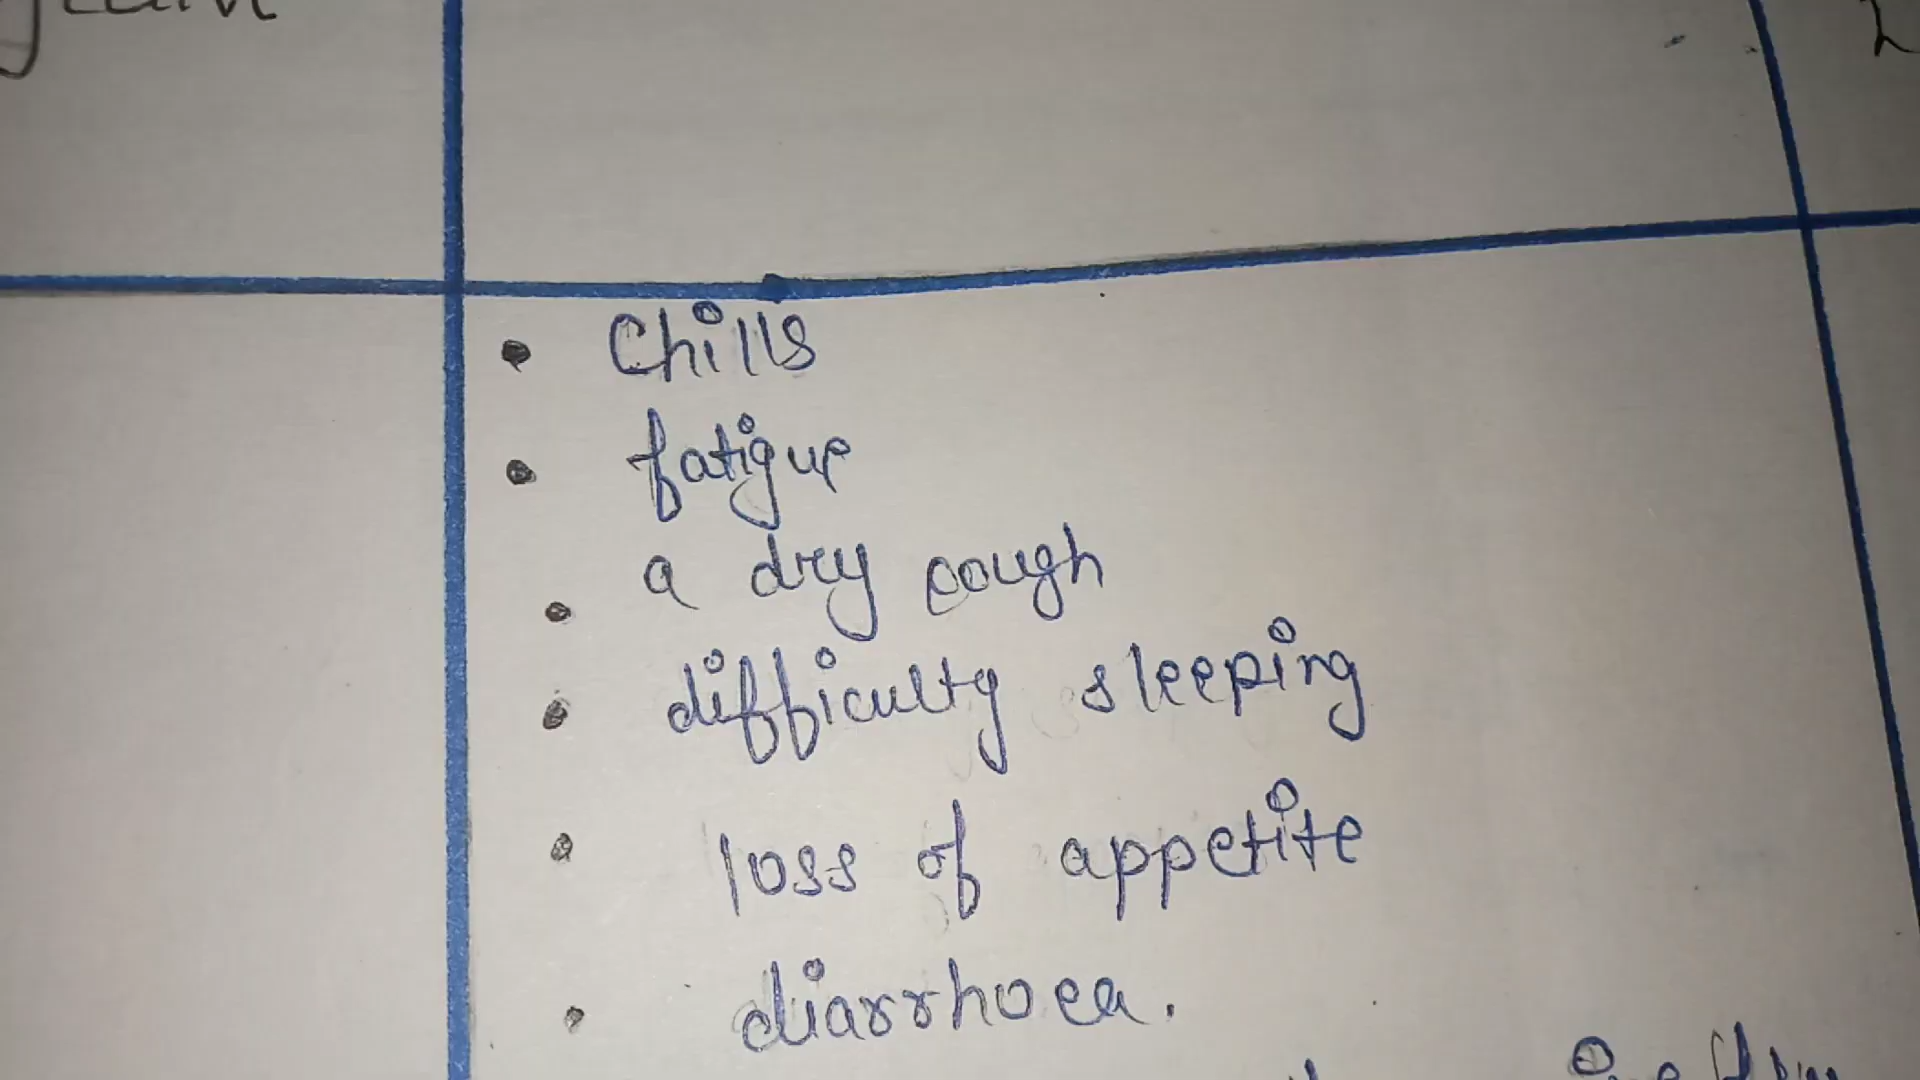 • Chills
• fatigue
• a dry cough
• difficulty sleeping
• loss of appetite
• diarrhoea.